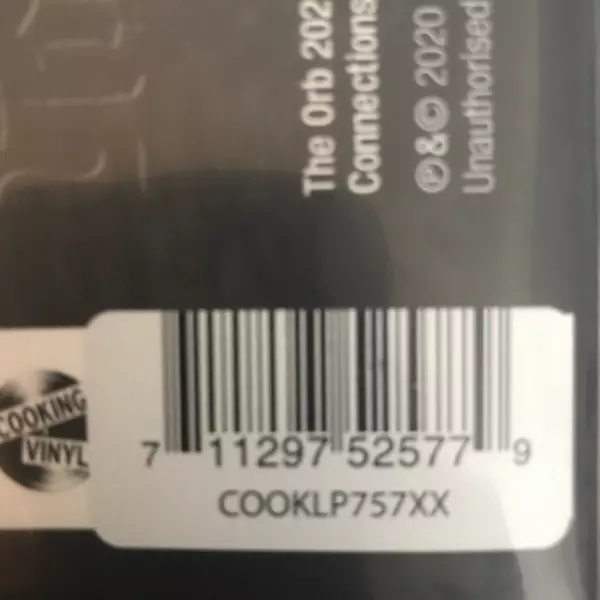 The Orb 202
Connections
℗&© 2020
Unauthorised
COOKING
VINYL
7 11297 52577 9
COOKLP757XX